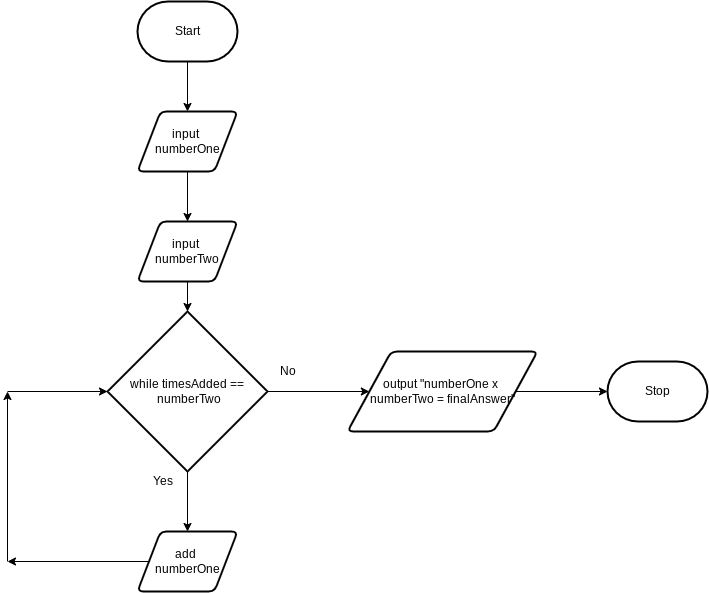 Start
input
numberOne
input
numberTwo
while timesAdded ==
numberTwo
No
output "numberOne x
numberTwo = finalAnswer"
Stop
Yes
add
numberOne